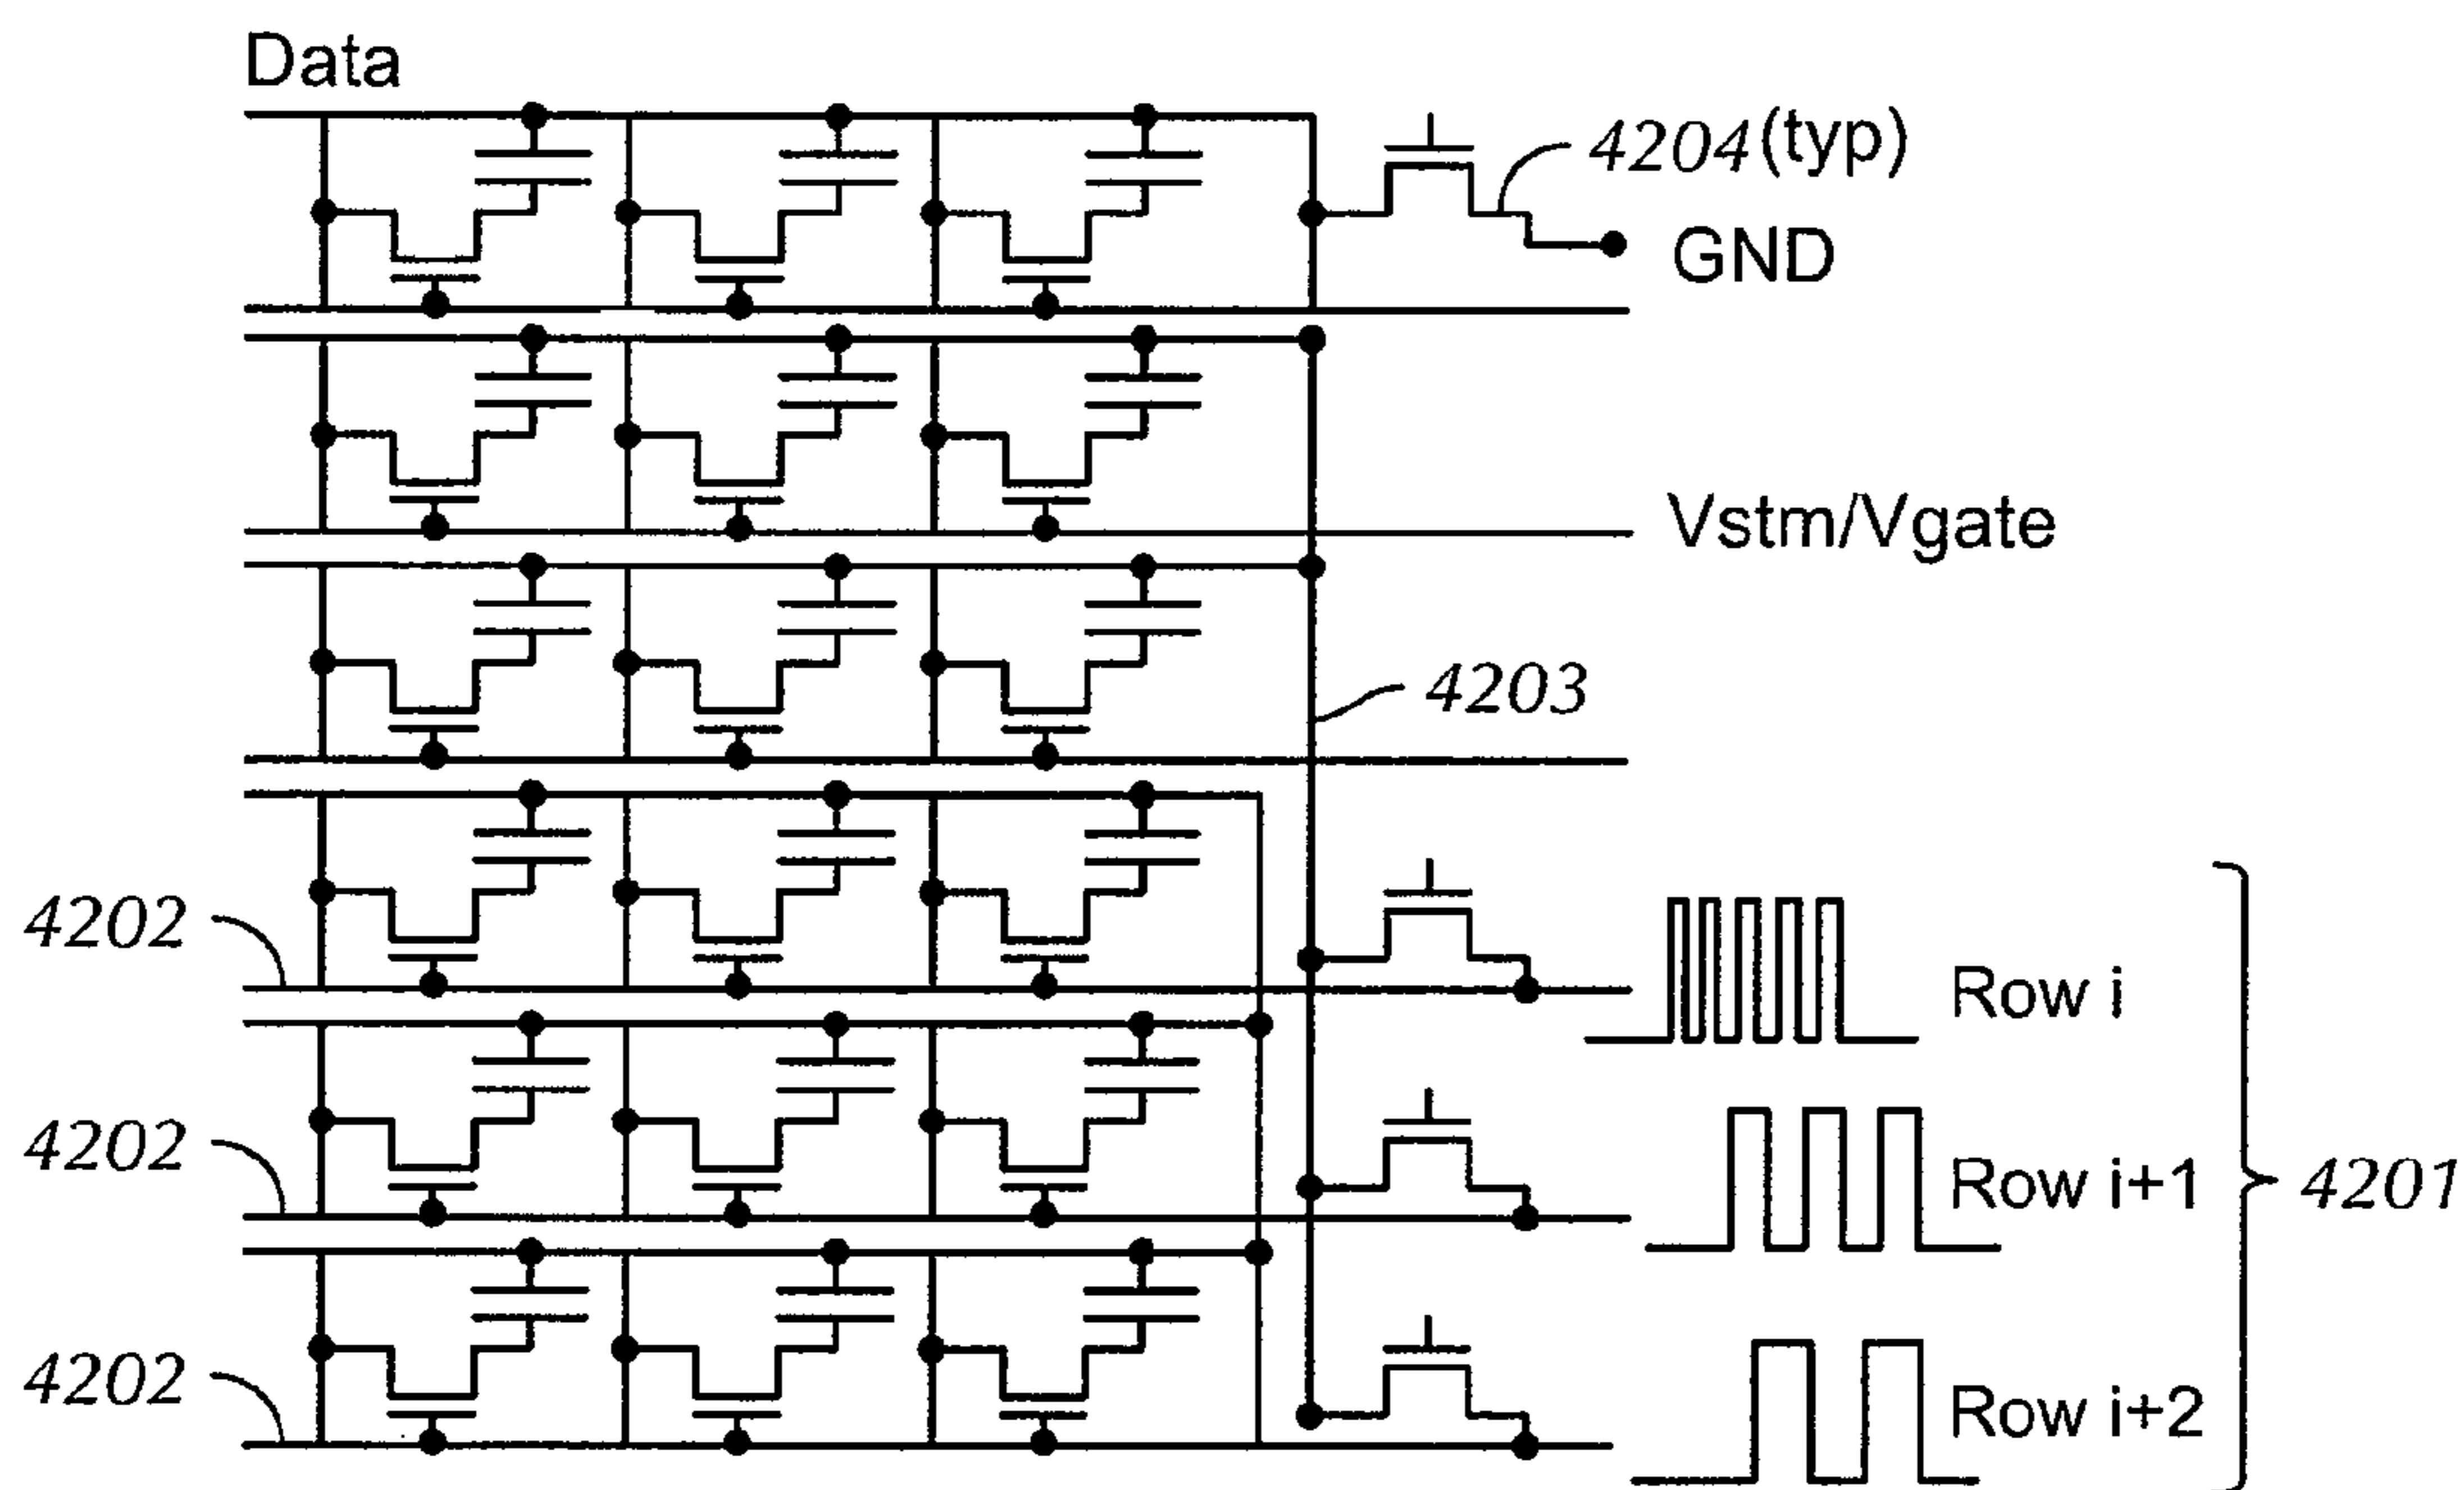 Data
4204 (typ)
GND
Vstm/Vgate
4203
4202
Row i
4202
Row i+1
4201
4202
Row i+2